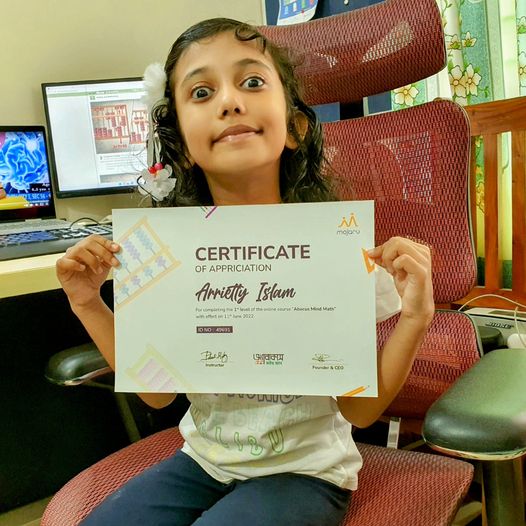 mojaru
CERTIFICATE
OF APPRICIATION
Arrietty Islam
For completing the 1st level of the online course "Abacus Mind Math"
with effect on 11th June 2022.
ID NO : 49691
Instructor
Founder & CEO